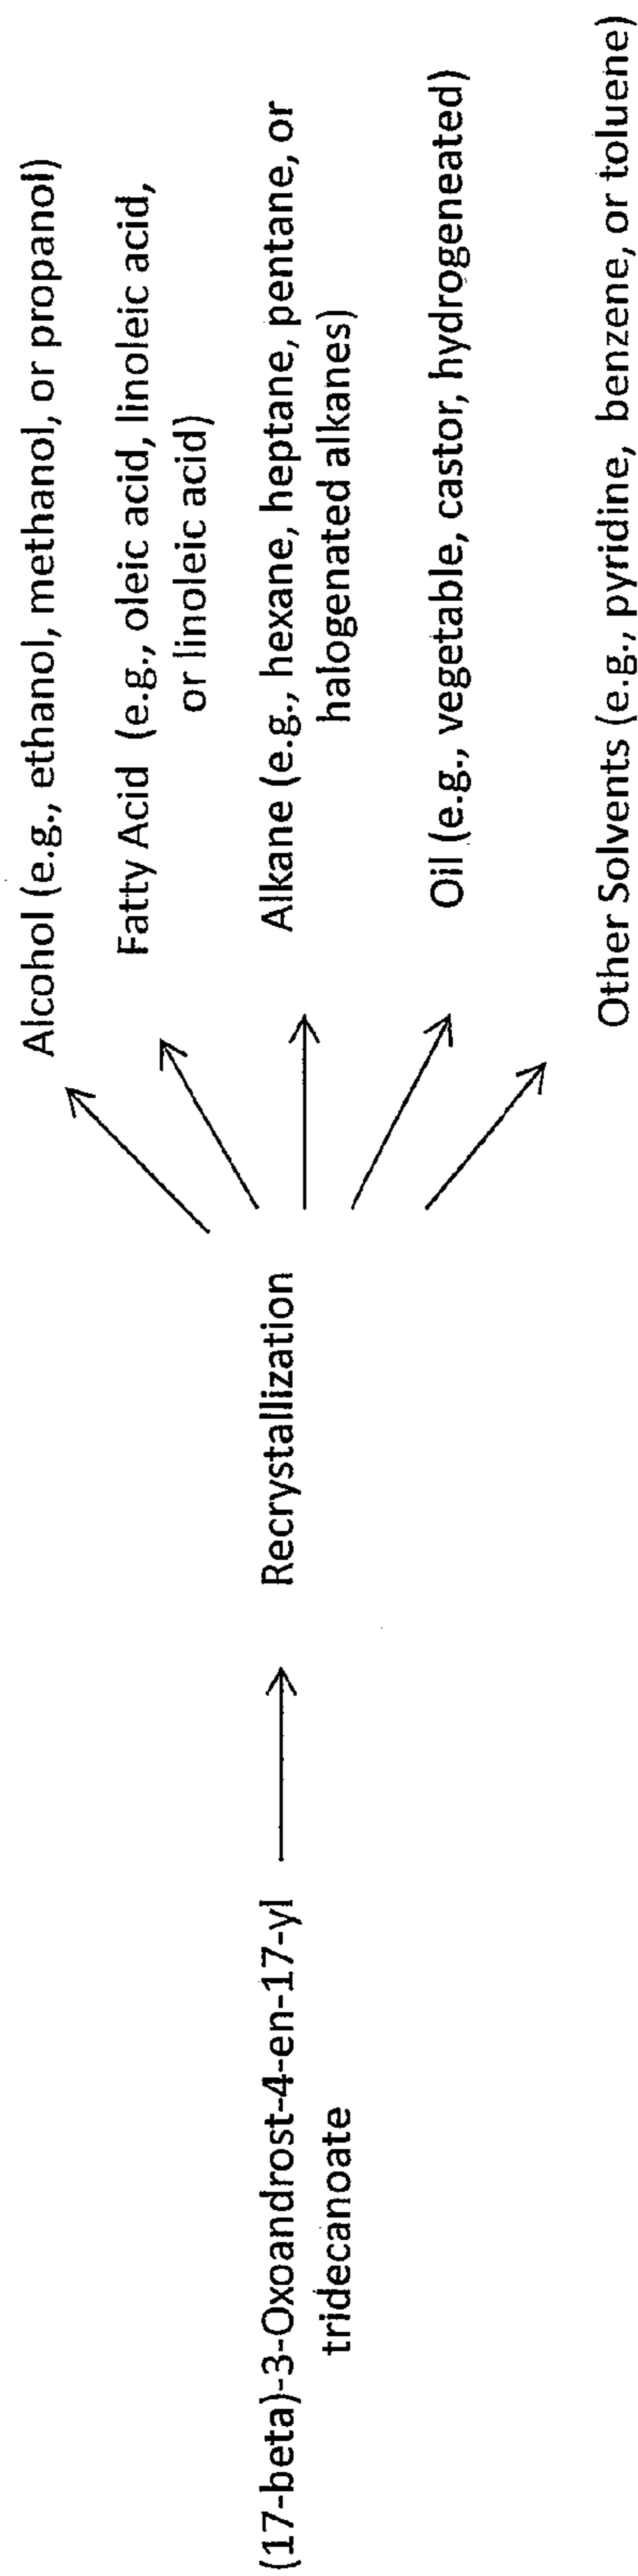 (17-beta)-3-Oxoandrost-4-en-17-yl
tridecanoate
Recrystallization
Alcohol (e.g., ethanol, methanol, or propanol)
Fatty Acid (e.g., oleic acid, linoleic acid,
or linoleic acid)
Alkane (e.g., hexane, heptane, pentane, or
halogenated alkanes)
Oil (e.g., vegetable, castor, hydrogeneated)
Other Solvents (e.g., pyridine, benzene, or toluene)